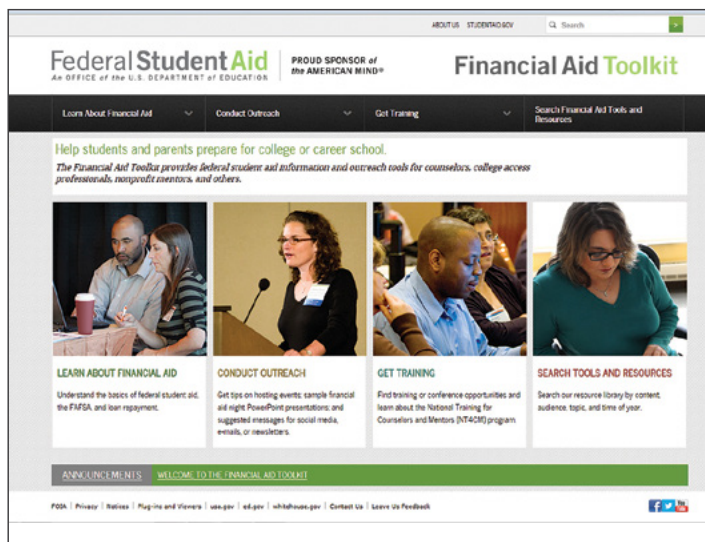 ABOUT US STUDENTAID.GOV Search >
Federal Student Aid
An OFFICE of the U.S. DEPARTMENT of EDUCATION
PROUD SPONSOR of
the AMERICAN MIND®
Financial Aid Toolkit
Learn About Financial Aid
Conduct Outreach
Get Training
Search Financial Aid Tools and
Resources
Help students and parents prepare for college or career school.
The Financial Aid Toolkit provides federal student aid information and outreach tools for counselors, college access
professionals, nonprofit mentors, and others.
LEARN ABOUT FINANCIAL AID
Understand the basics of federal student aid,
the FAFSA, and loan repayment.
CONDUCT OUTREACH
Get tips on hosting events; sample financial
aid night PowerPoint presentations; and
suggested messages for social media,
e-mails, or newsletters.
GET TRAINING
Find training or conference opportunities and
learn about the National Training for
Counselors and Mentors (NT4CM) program
SEARCH TOOLS AND RESOURCES
Search our resource library by content,
audience, topic, and time of year.
ANNOUNCEMENTS WELCOME TO THE FINANCIAL AID TOOLKIT
FOIA | Privacy | Notices | Plug-ins and Viewers | usa.gov | ed.gov | whitehouse.gov | Contact Us | Leave Us Feedback